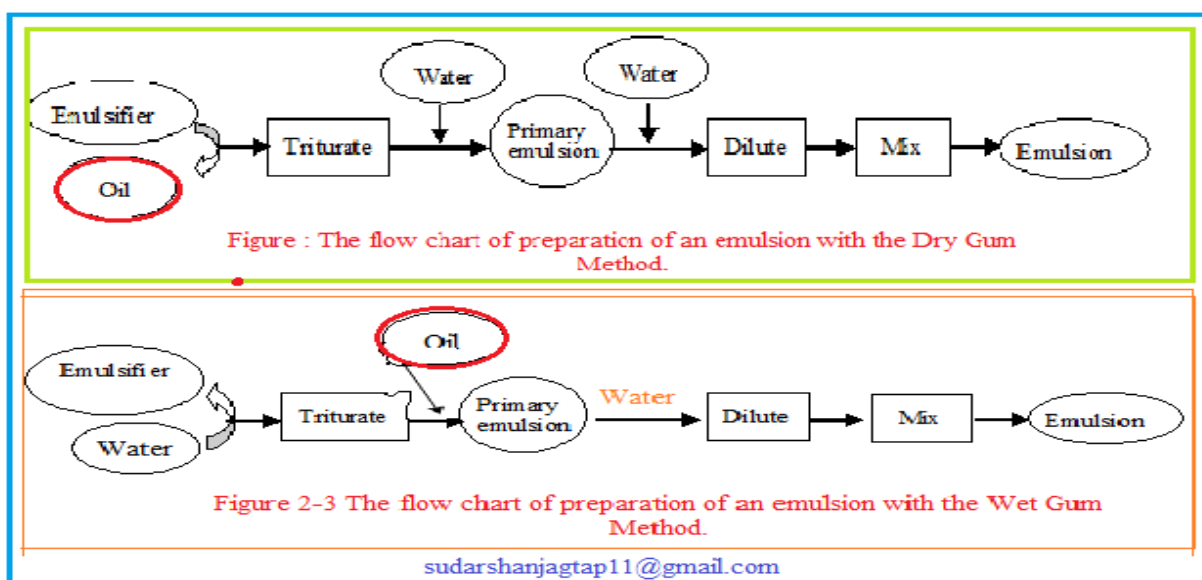 Water
Water
Emulsifier
Triturate
Primary
emulsion
Dilute
Mix
Emulsion
Oil
Figure : The flow chart of preparation of an emulsion with the Dry Gum
Method.
Oil
Emulsifier
Triturate
Primary
emulsion
Water
Dilute
Mix
Emulsion
Water
Figure 2-3 The flow chart of preparation of an emulsion with the Wet Gum
Method.
sudarshanjagtap11@gmail.com